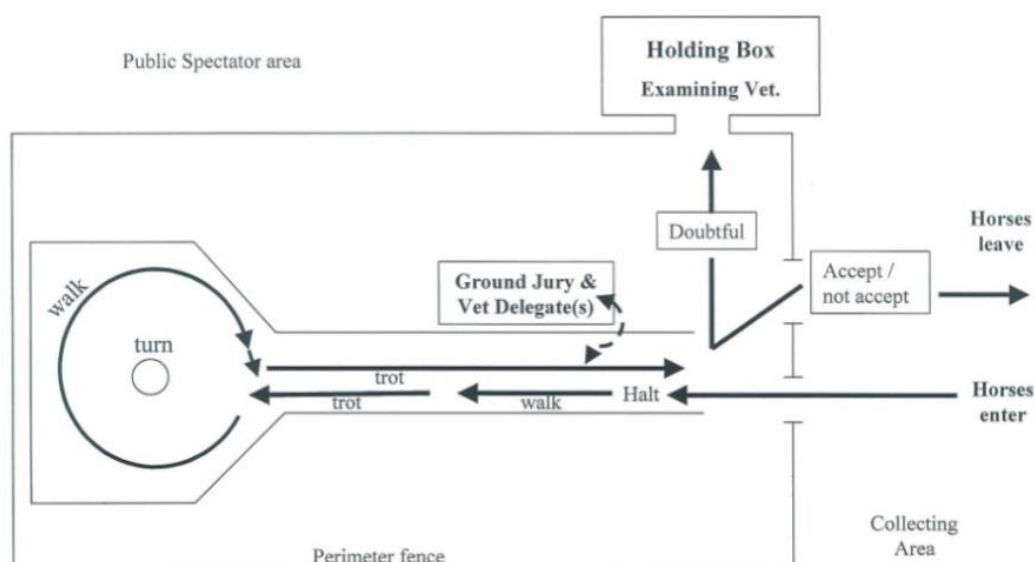 Public Spectator area
Holding Box
Examining Vet.
Doubtful
Horses
leave
Accept /
not accept
Ground Jury &
Vet Delegate(s)
walk
turn
trot
trot
walk
Halt
Horses
enter
Collecting
Area
Perimeter fence